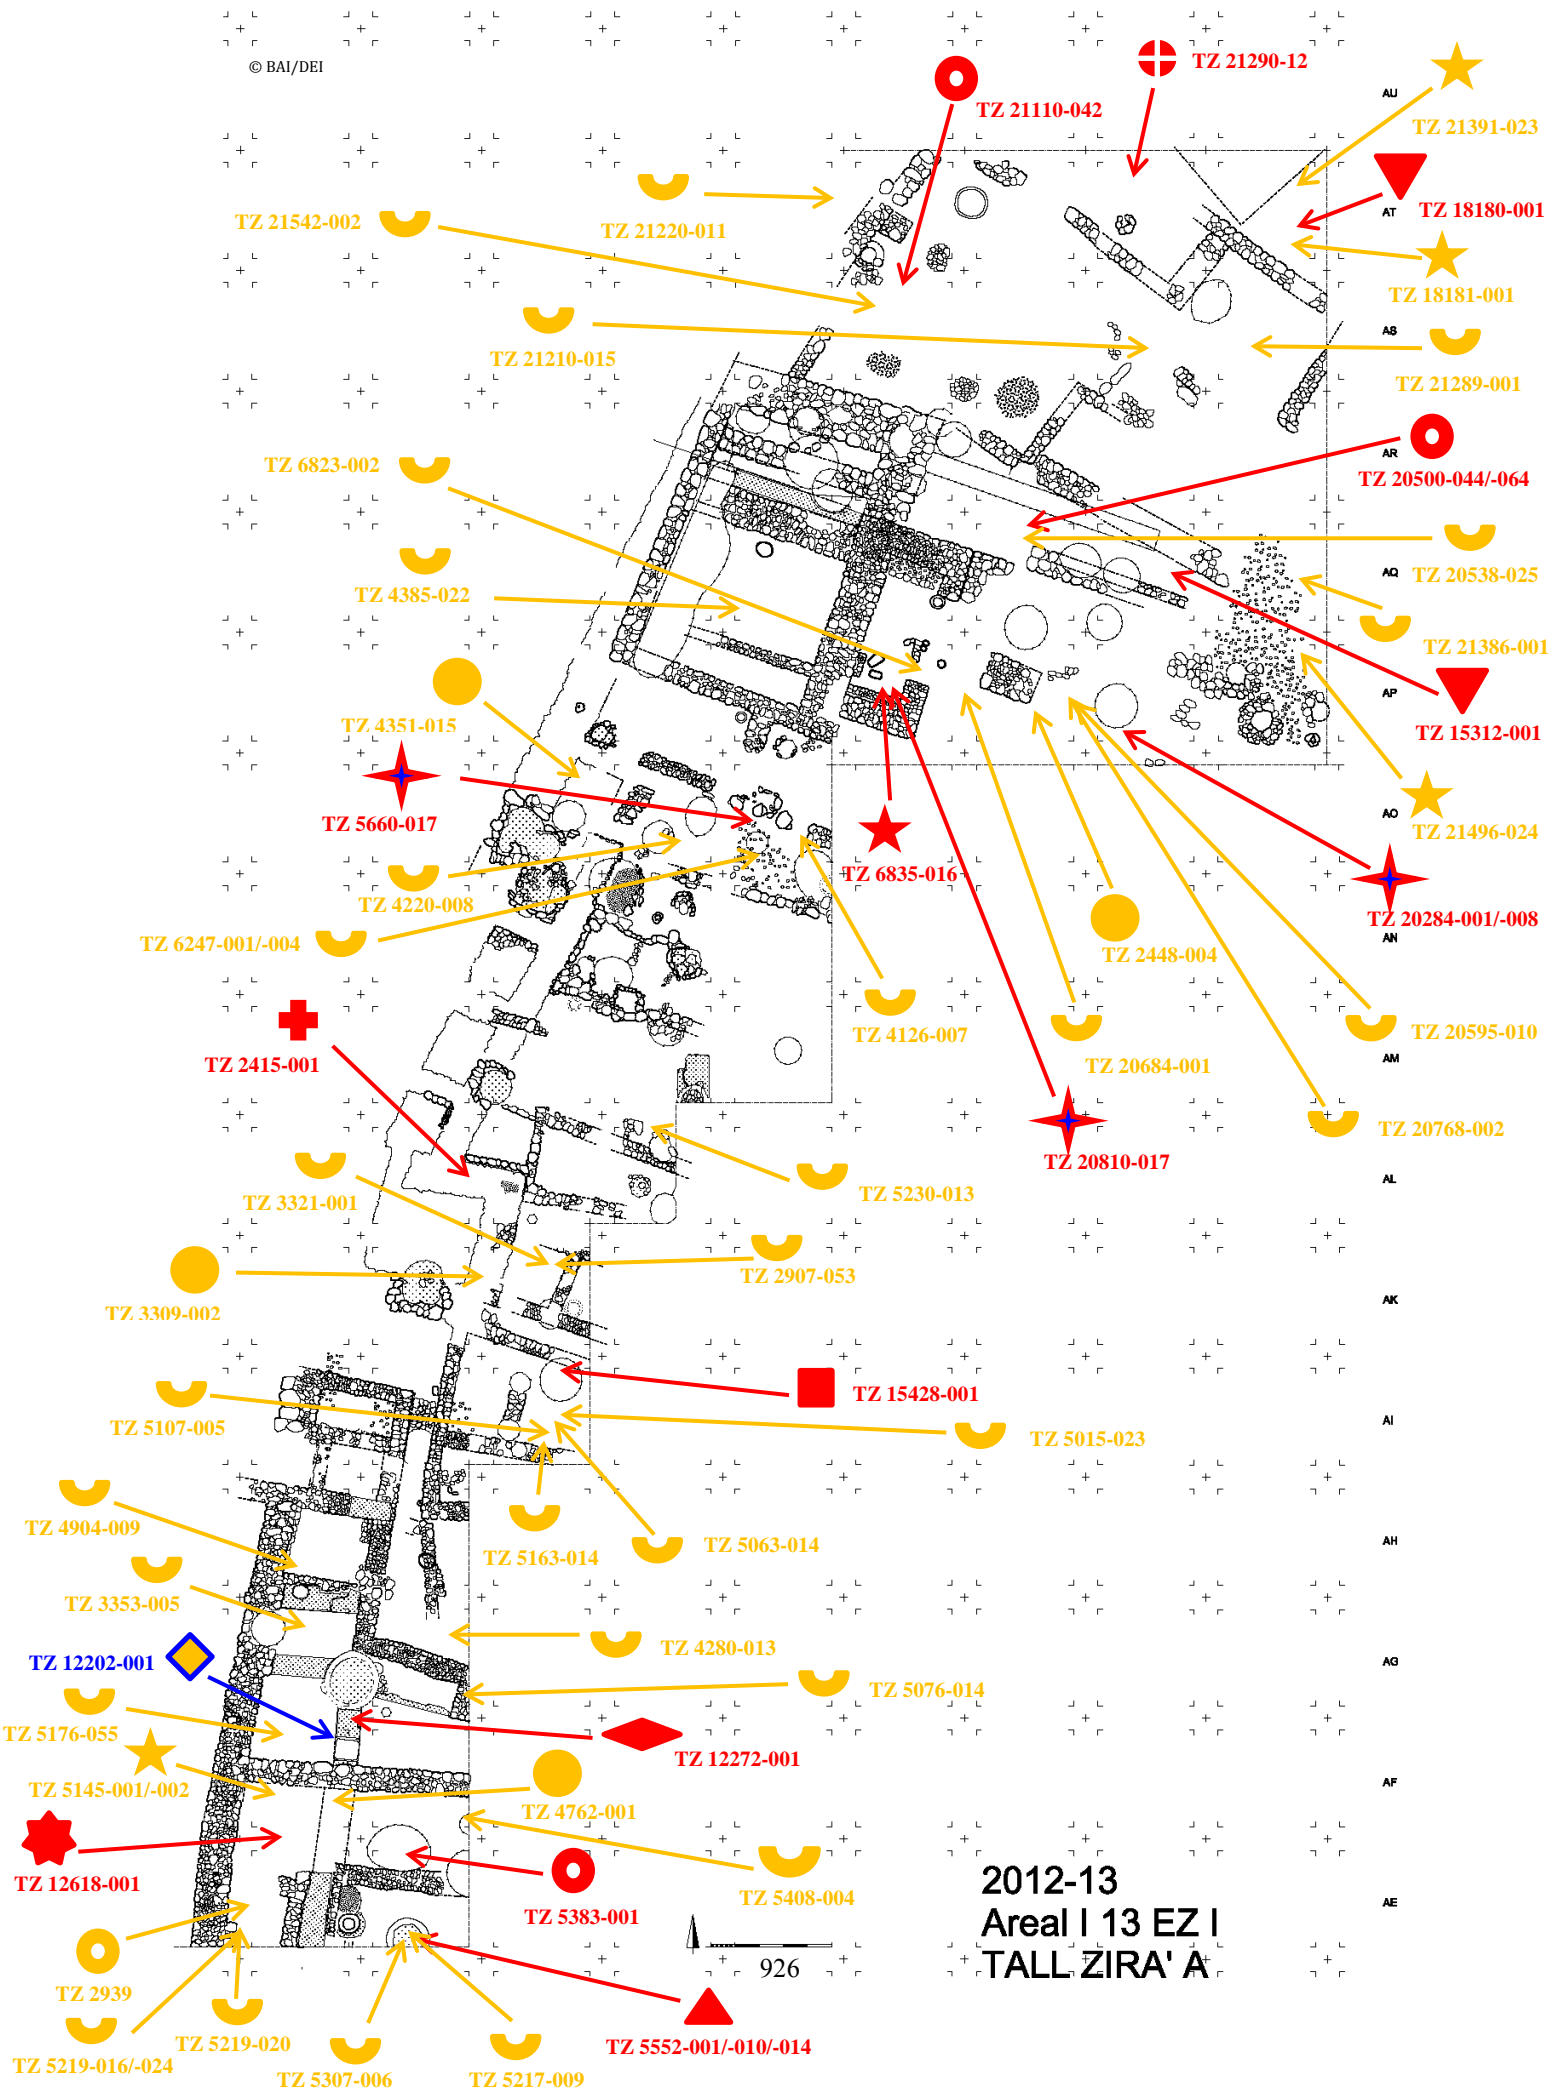 © BAI/DEI
TZ 21290-12
TZ 21110-042
AU
TZ 21391-023
TZ 21542-002
TZ 21220-011
AT
TZ 18180-001
TZ 18181-001
TZ 21210-015
AS
TZ 21289-001
TZ 6823-002
AR
TZ 20500-044/-064
TZ 4385-022
AQ
TZ 20538-025
TZ 21386-001
TZ 4351-015
AP
TZ 15312-001
TZ 5660-017
AO
TZ 21496-024
TZ 6835-016
TZ 4220-008
TZ 20284-001/-008
TZ 6247-001/-004
AN
TZ 2448-004
TZ 4126-007
TZ 20595-010
TZ 2415-001
TZ 20684-001
AM
TZ 20768-002
TZ 20810-017
TZ 3321-001
TZ 5230-013
AL
TZ 2907-053
TZ 3309-002
AK
TZ 15428-001
TZ 5107-005
AI
TZ 5015-023
TZ 4904-009
TZ 5163-014
TZ 5063-014
AH
TZ 3353-005
TZ 12202-001
TZ 4280-013
AG
TZ 5076-014
TZ 5176-055
TZ 12272-001
TZ 5145-001/-002
AF
TZ 4762-001
TZ 12618-001
TZ 5408-004
TZ 5383-001
AE
2012-13
Areal I 13 EZ I
TALL ZIRA' A
926
TZ 2939
TZ 5219-020
TZ 5552-001/-010/-014
TZ 5219-016/-024
TZ 5307-006
TZ 5217-009